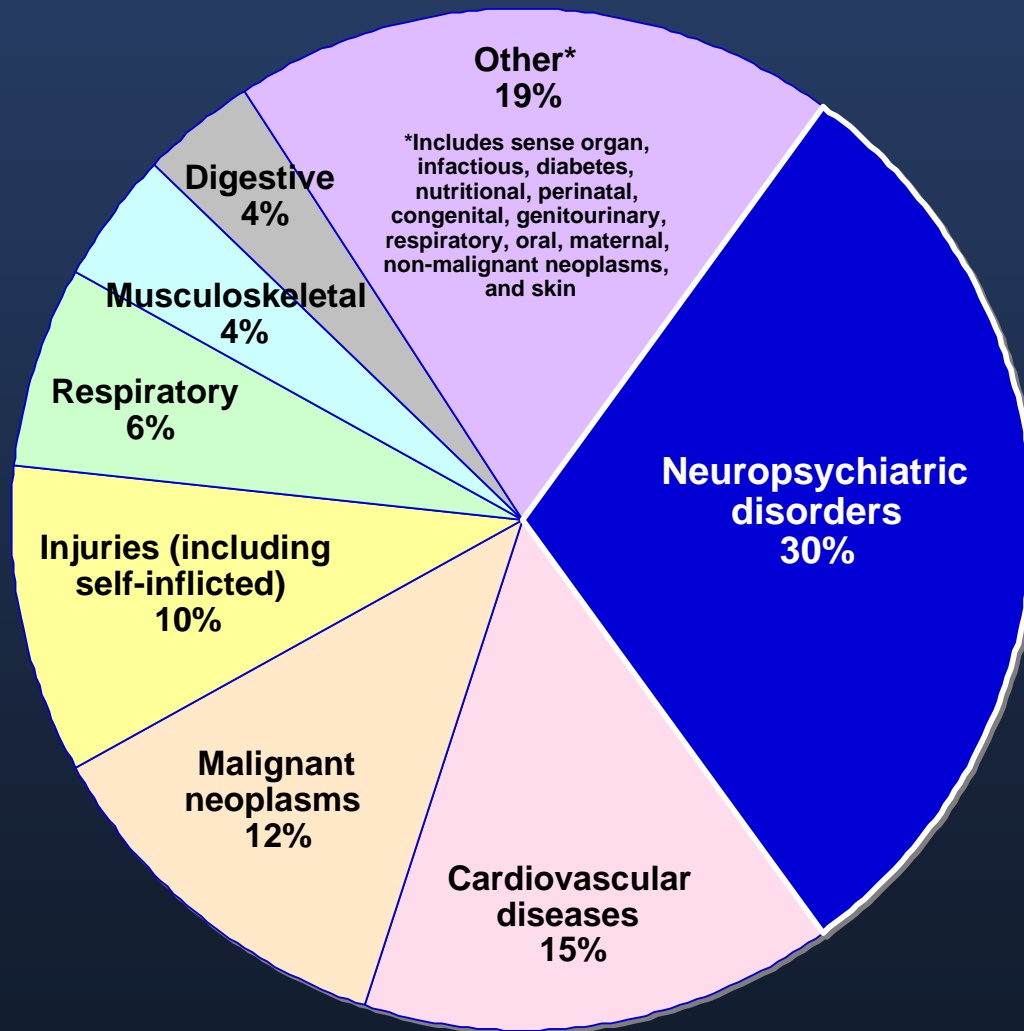 Other*
19%
*Includes sense organ,
infactious, diabetes,
nutritional, perinatal,
congenital, genitourinary,
respiratory, oral, maternal,
non-malignant neoplasms,
and skin
Digestive
4%
Musculoskeletal
4%
Respiratory
6%
Neuropsychiatric
disorders
30%
Injuries (including
self-inflicted)
10%
Malignant
neoplasms
12%
Cardiovascular
diseases
15%